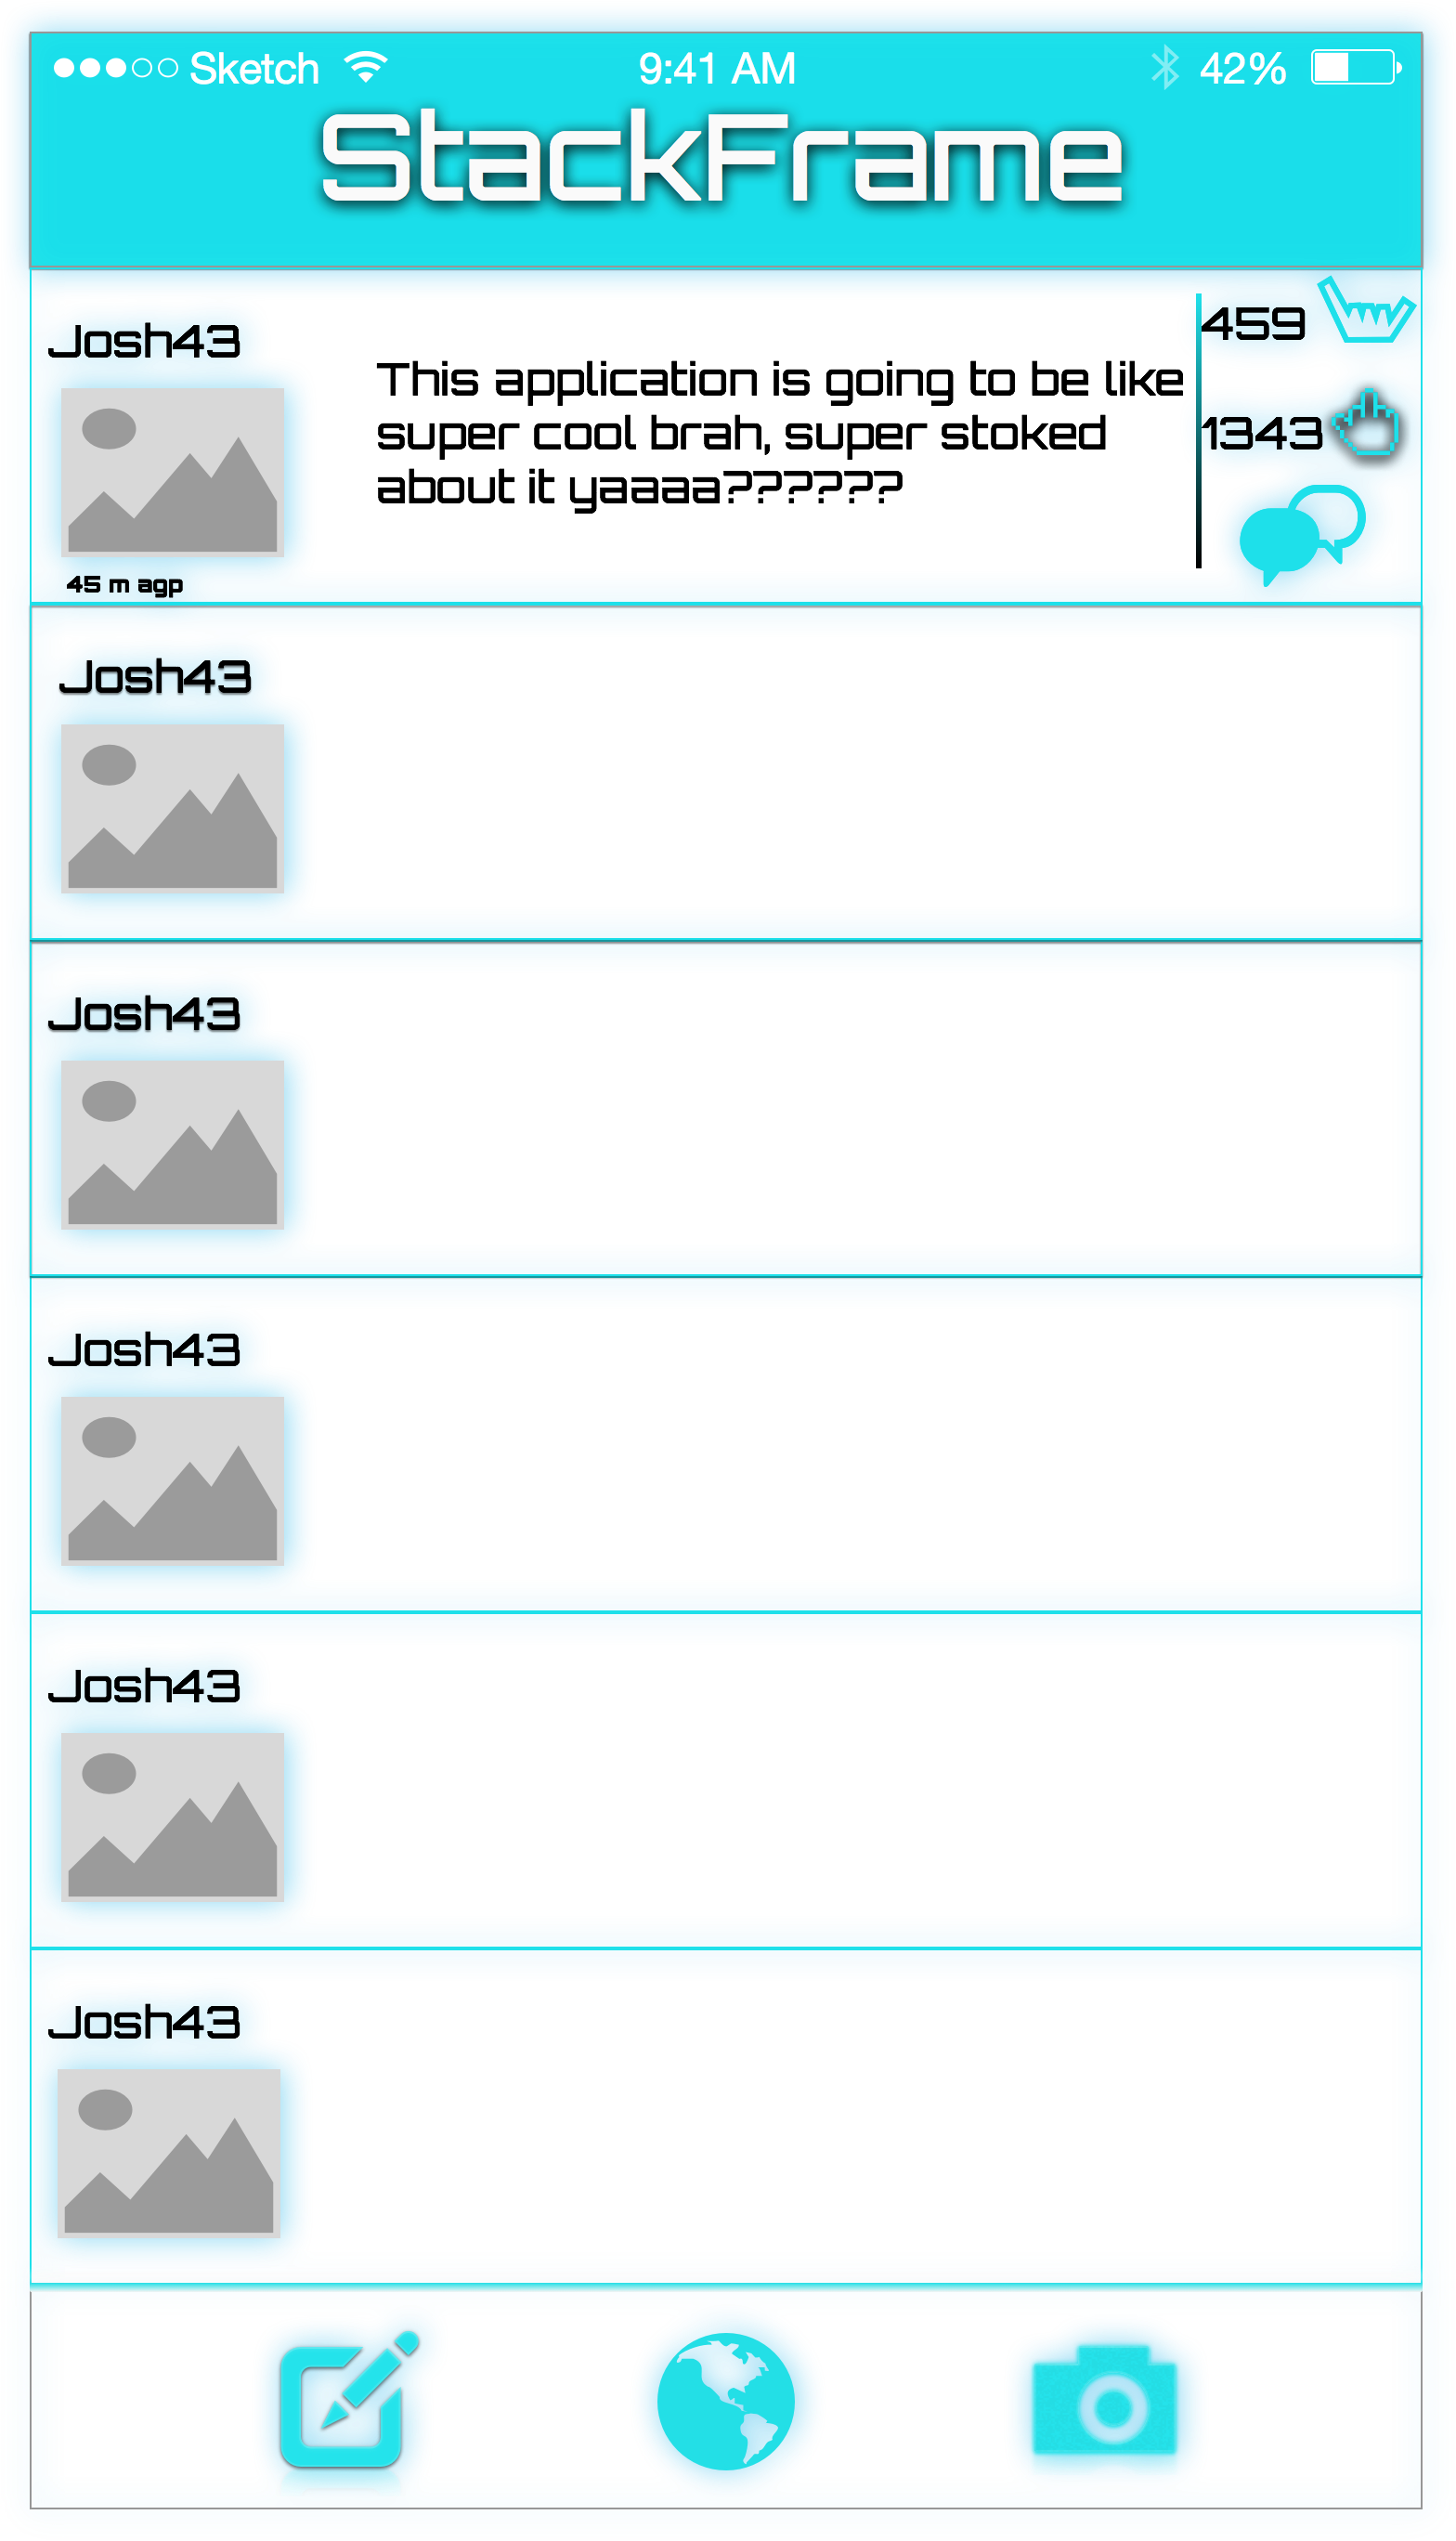 Sketch 9:41 AM 42%
StackFrame
Josh43
459
This application is going to be like
super cool brah, super stoked
about it yaaaa??????
1343
45 m agp
Josh43
Josh43
Josh43
Josh43
Josh43